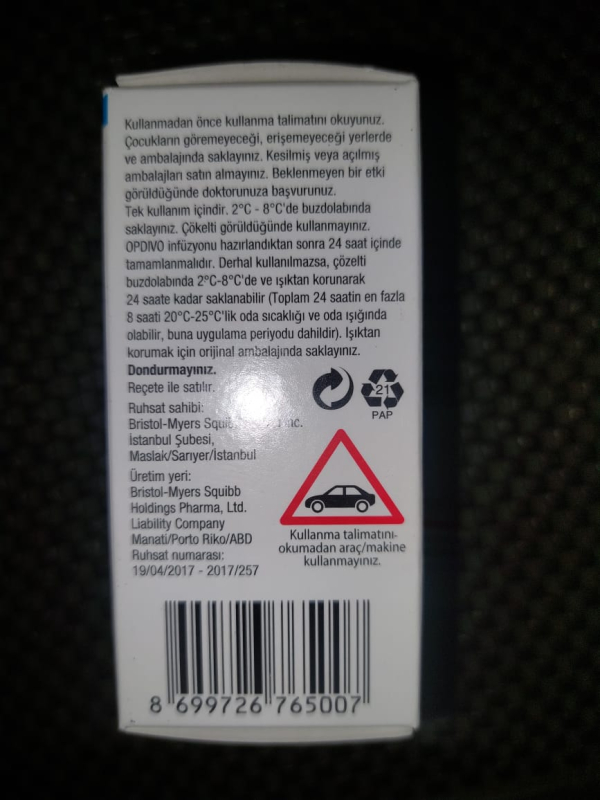 Kullanmadan önce kullanma talimatını okuyunuz.
Çocukların göremeyeceği, erişemeyeceği yerlerde
ve ambalajında saklayınız. Kesilmiş veya açılmış
ambalajları satın almayınız. Beklenmeyen bir etki
görüldüğünde doktorunuza başvurunuz.
Tek kullanım içindir. 2°C - 8°C'de buzdolabında
saklayınız. Çökelti görüldüğünde kullanmayınız.
OPDIVO infüzyonu hazırlandıktan sonra 24 saat içinde
tamamlanmalıdır. Derhal kullanılmazsa, çözelti
buzdolabında 2°C-8°C'de ve ışıktan korunarak
24 saate kadar saklanabilir (Toplam 24 saatin en fazla
8 saati 20°C-25°C'lik oda sıcaklığı ve oda ışığında
olabilir, buna uygulama periyodu dahildir). Işıktan
korumak için orijinal ambalajında saklayınız.
Dondurmayınız.
Reçete ile satılır.
Ruhsat sahibi:
Bristol-Myers
İstanbul Şubesi,
Maslak/Sarıyer/İstanbul
Üretim yeri:
Bristol-Myers Squibb
Holdings Pharma, Ltd.
Liability Company
Manati/Porto Riko/ABD
Ruhsat numarası:
19/04/2017 - 2017/257
21
PAP
Kullanma talimatını
okumadan araç/makine
kullanmayınız.
8 699726 765007